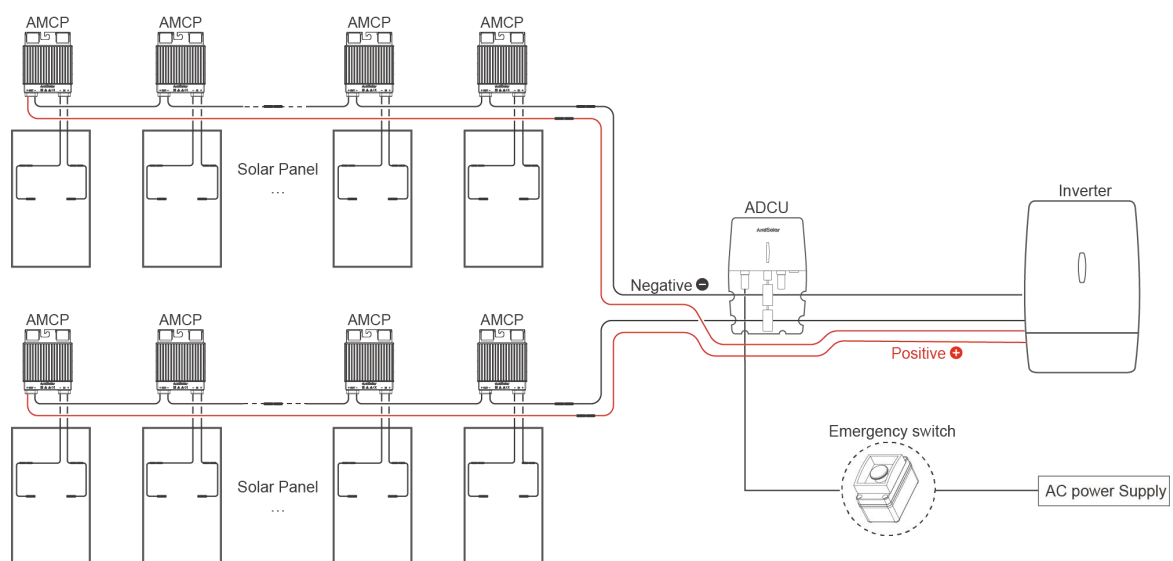 AMCP
AMCP
AMCP
AMCP
Solar Panel
...
ADCU
AndSolar
Inverter
Negative
Positive
AMCP
AMCP
AMCP
AMCP
Solar Panel
...
Emergency switch
AC power Supply